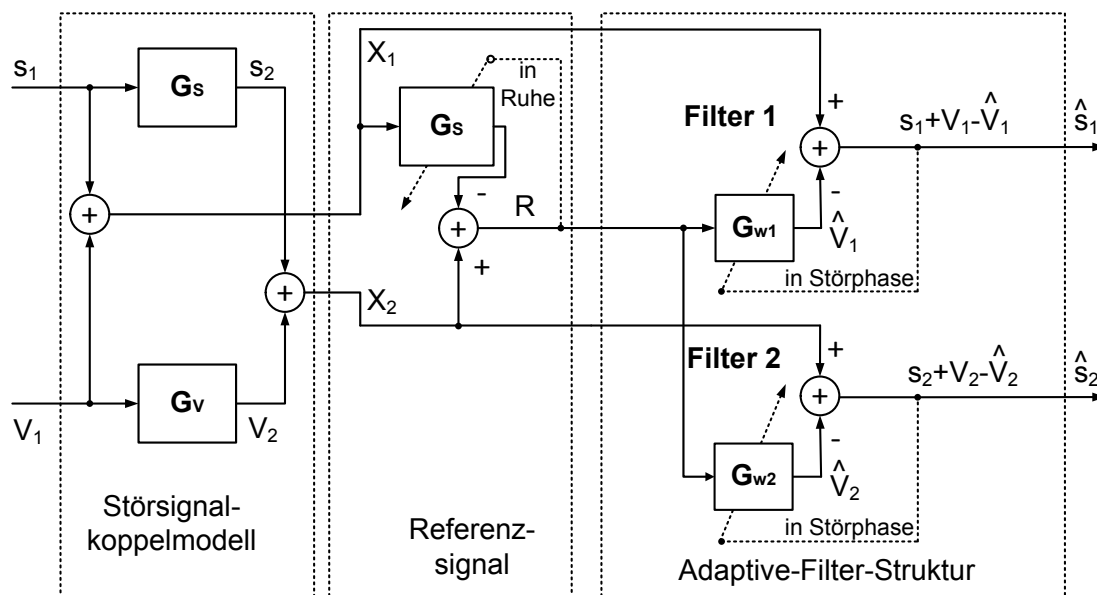 s₁
Gs
s₂
+
V₁
Gv
V₂
+
Störsignal-
koppelmodell
X₁
Gs
in
Ruhe
-
+
+
R
X₂
Referenz-
signal
Filter 1
+
+
-
Gw1
V̂₁
in Störphase
s₁+V₁-V̂₁
ŝ₁
Filter 2
+
+
-
Gw2
V̂₂
in Störphase
s₂+V₂-V̂₂
ŝ₂
Adaptive-Filter-Struktur